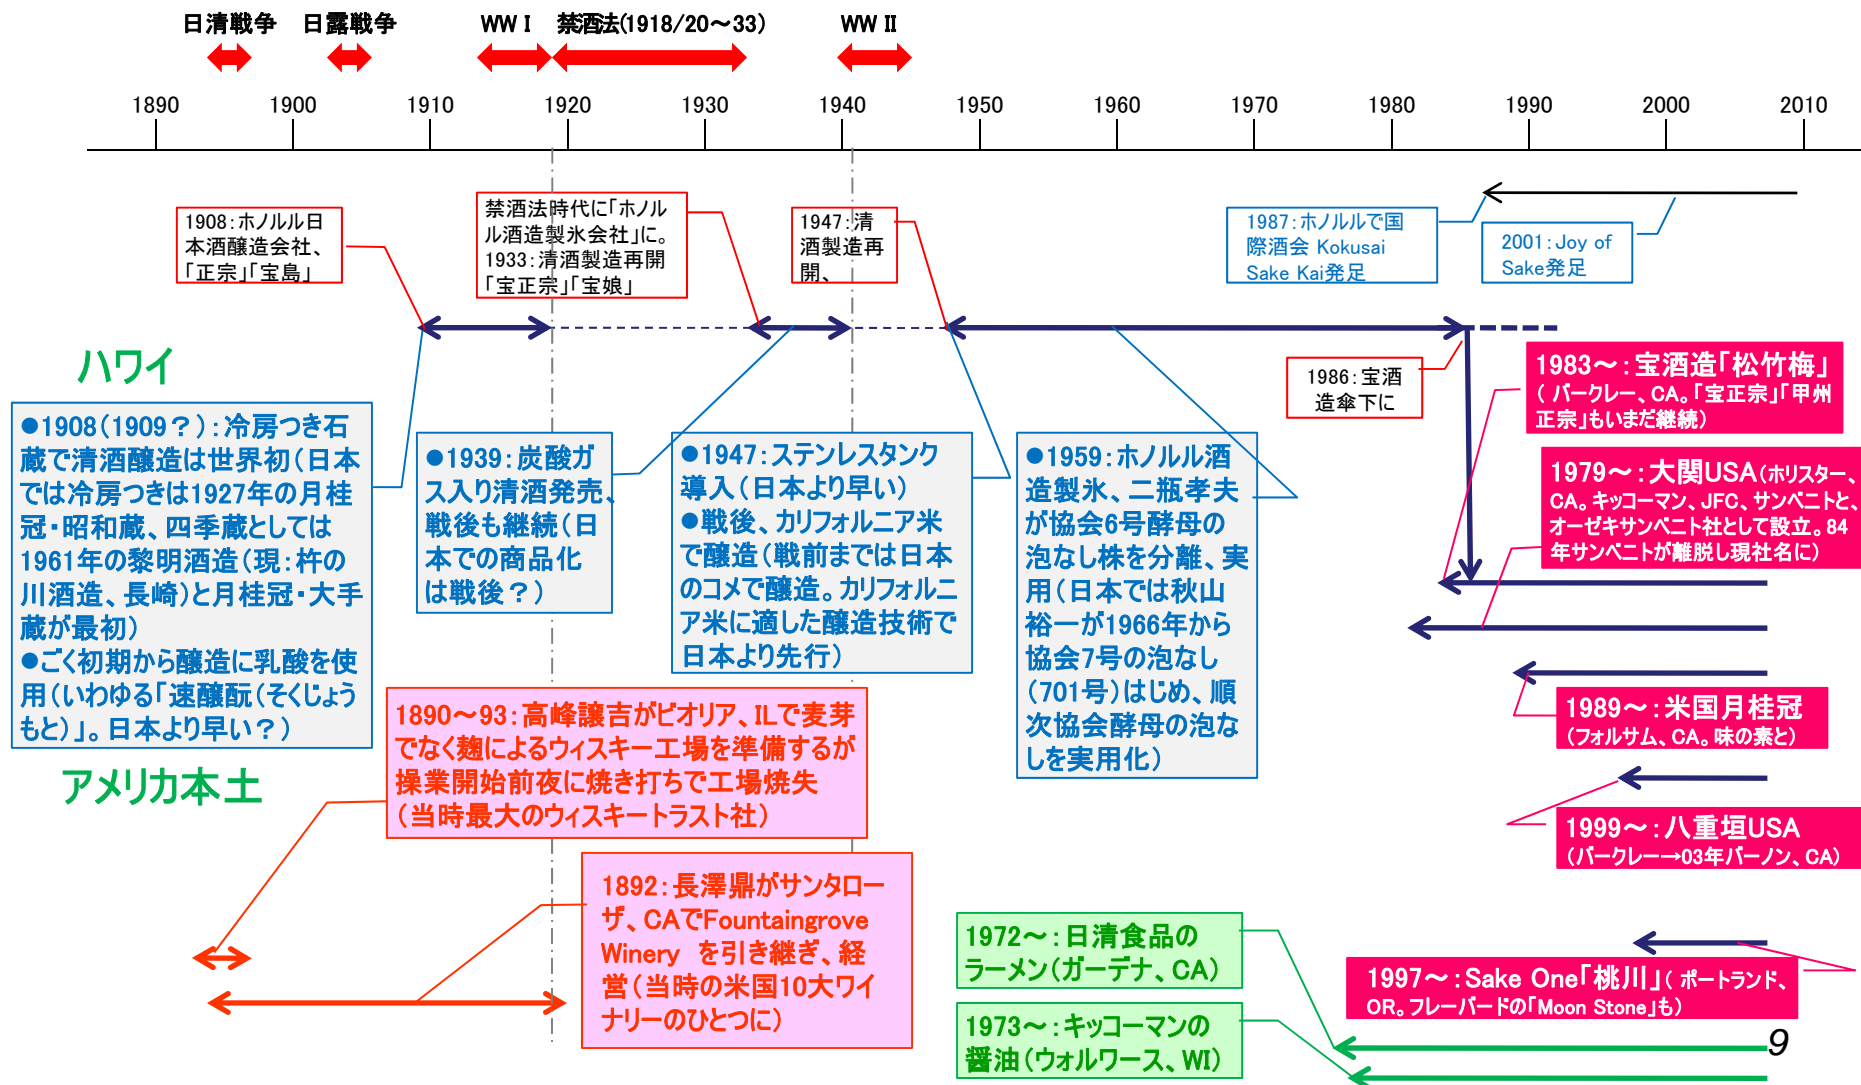 日清戦争
日露戦争
WW I
禁酒法(1918/20～33)
WW II
1890
1900
1910
1920
1930
1940
1950
1960
1970
1980
1990
2000
2010
1908：ホノルル日
本酒醸造会社、
「正宗」「宝島」
禁酒法時代に「ホノル
ル酒造製氷会社」に。
1933：清酒製造再開
「宝正宗」「宝娘」
1947：清
酒製造再
開、
1987：ホノルルで国
際酒会 Kokusai
Sake Kai発足
2001：Joy of
Sake発足
1986：宝酒
造傘下に
ハワイ
●1908（1909？）：冷房つき石
蔵で清酒醸造は世界初（日本
では冷房つきは1927年の月桂
冠・昭和蔵、四季蔵としては
1961年の黎明酒造（現：杵の
川酒造、長崎）と月桂冠・大手
蔵が最初）
●ごく初期から醸造に乳酸を使
用（いわゆる「速醸酛（そくじょう
もと）」。日本より早い？）
●1939：炭酸ガ
ス入り清酒発売、
戦後も継続（日
本での商品化
は戦後？）
●1947：ステンレスタンク
導入（日本より早い）
●戦後、カリフォルニア米
で醸造（戦前までは日本
のコメで醸造。カリフォルニ
ア米に適した醸造技術で
日本より先行）
●1959：ホノルル酒
造製氷、二瓶孝夫
が協会6号酵母の
泡なし株を分離、実
用（日本では秋山
裕一が1966年から
協会7号の泡なし
（701号）はじめ、順
次協会酵母の泡な
しを実用化）
1983～：宝酒造「松竹梅」
（ バークレー、CA。「宝正宗」「甲州
正宗」もいまだ継続）
1979～：大関USA（ホリスター、
CA。キッコーマン、JFC、サンベニトと、
オーゼキサンベニト社として設立。84
年サンベニトが離脱し現社名に）
1989～：米国月桂冠
（フォルサム、CA。味の素と）
1999～：八重垣USA
（バークレー→03年バーノン、CA）
1997～：Sake One「桃川」（ ポートランド、
OR。フレーバードの「Moon Stone」も）
アメリカ本土
1890～93：高峰譲吉がピオリア、ILで麦芽
でなく麹によるウィスキー工場を準備するが
操業開始前夜に焼き打ちで工場焼失
（当時最大のウィスキートラスト社）
1892：長澤鼎がサンタロー
ザ、CAでFountaingrove
Winery を引き継ぎ、経
営（当時の米国10大ワイ
ナリーのひとつに）
1972～：日清食品の
ラーメン（ガーデナ、CA）
1973～：キッコーマンの
醤油（ウォルワース、WI）
9